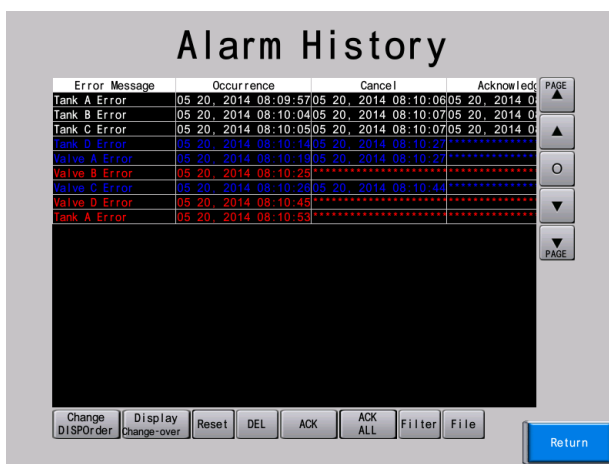 Alarm History
Error Message Occurrence Cancel Acknowledg
Tank A Error 05 20, 2014 08:09:57 05 20, 2014 08:10:06 05 20, 2014 0
Tank B Error 05 20, 2014 08:10:04 05 20, 2014 08:10:07 05 20, 2014 0
Tank C Error 05 20, 2014 08:10:05 05 20, 2014 08:10:07 05 20, 2014 0
Tank D Error 05 20, 2014 08:10:14 05 20, 2014 08:10:27 ****************
Valve A Error 05 20, 2014 08:10:19 05 20, 2014 08:10:27 ****************
Valve B Error 05 20, 2014 08:10:25 ************************ ****************
Valve C Error 05 20, 2014 08:10:26 05 20, 2014 08:10:44 ****************
Valve D Error 05 20, 2014 08:10:45 ************************ ****************
Tank A Error 05 20, 2014 08:10:53 ************************ ****************
PAGE
O
PAGE
Change DISPOrder
Display Change-over
Reset
DEL
ACK
ACK ALL
Filter
File
Return